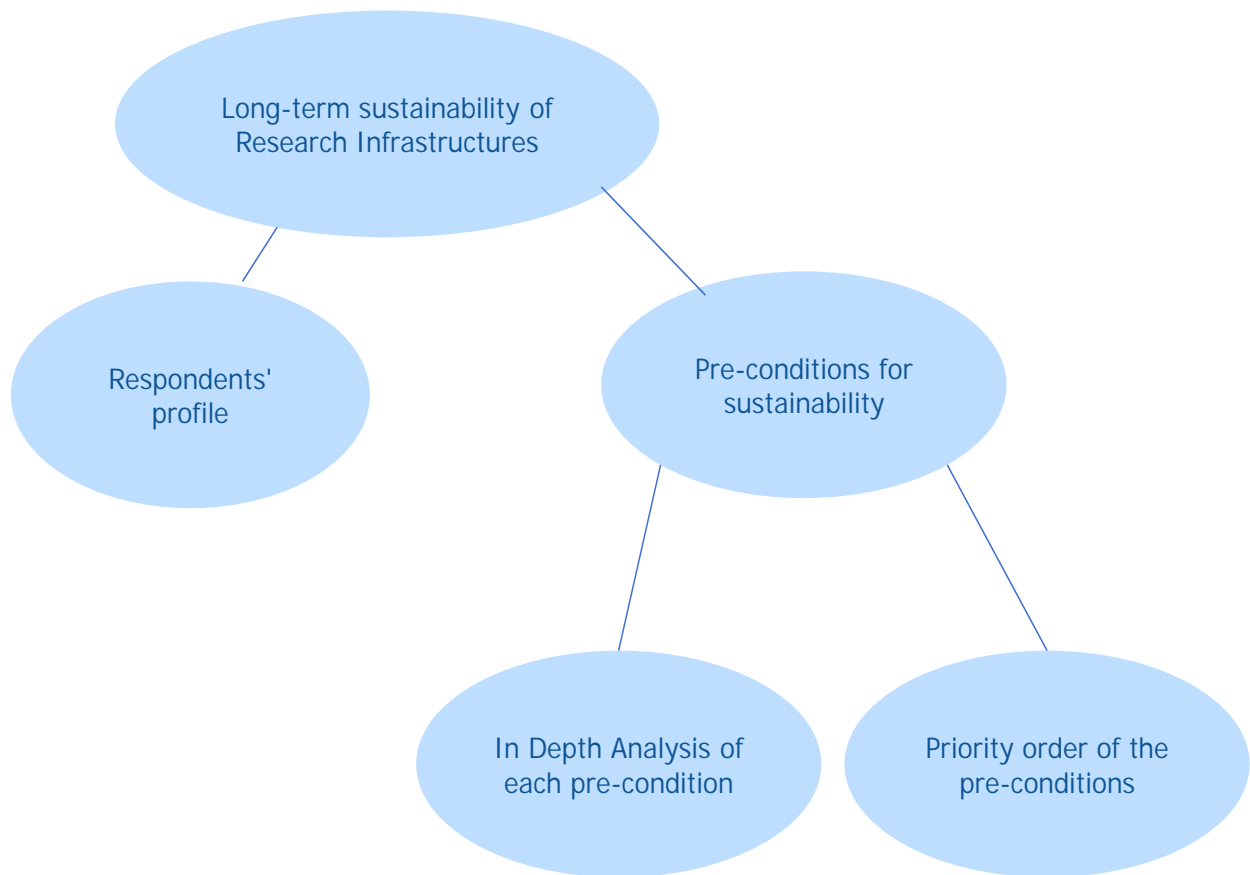 Long-term sustainability of
Research Infrastructures
Respondents'
profile
Pre-conditions for
sustainability
In Depth Analysis of
each pre-condition
Priority order of the
pre-conditions